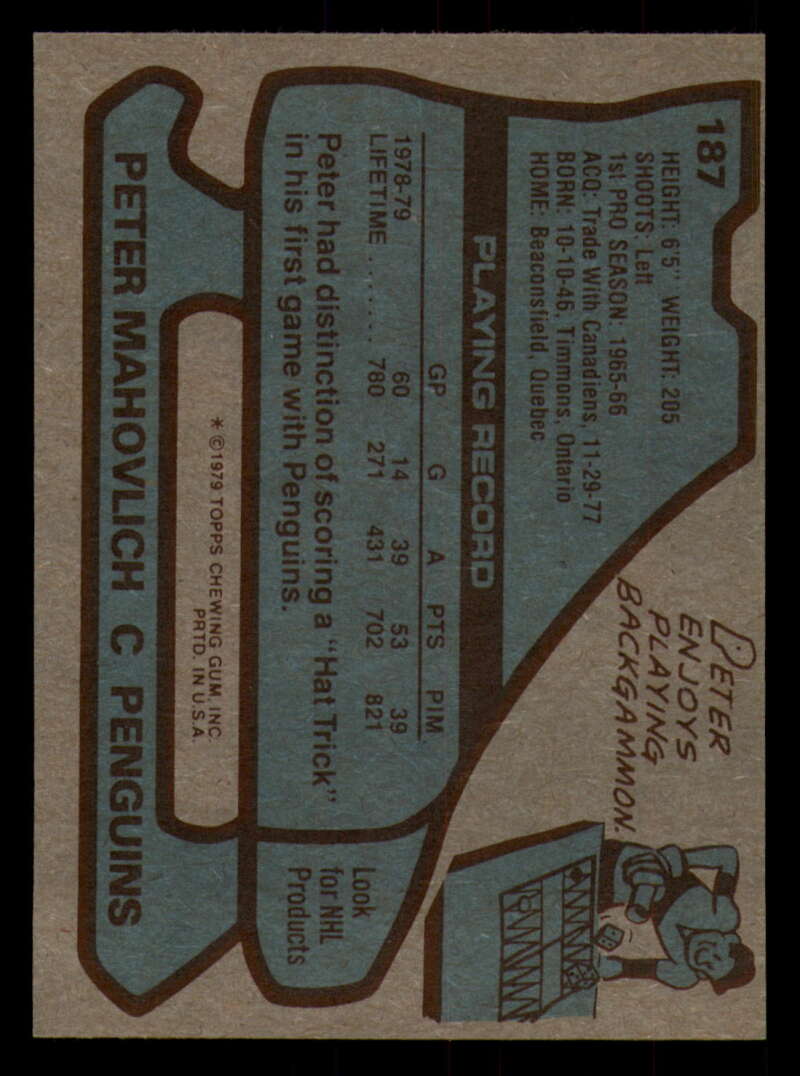 187
HEIGHT: 6'5" WEIGHT: 205
SHOOTS: Left
1st PRO SEASON: 1965-66
ACQ: Trade With Canadiens, 11-29-77
BORN: 10-10-46, Timmons, Ontario
HOME: Beaconsfield, Quebec
PETER
ENJOYS
PLAYING
BACKGAMMON.
PLAYING RECORD
GP G A PTS PIM
1978-79 60 14 39 53 39
LIFETIME ........ 780 271 431 702 821
Peter had distinction of scoring a "Hat Trick"
in his first game with Penguins.
Look
for NHL
Products
* ©1979 TOPPS CHEWING GUM, INC.
PRTD. IN U.S.A.
PETER MAHOVLICH C PENGUINS